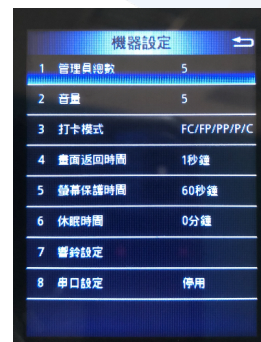 機器設定
1 管理員總數 5
2 音量 5
3 打卡模式 FC/FP/PP/P/C
4 畫面返回時間 1秒鐘
5 螢幕保護時間 60秒鐘
6 休眠時間 0分鐘
7 響鈴設定
8 串口設定 停用